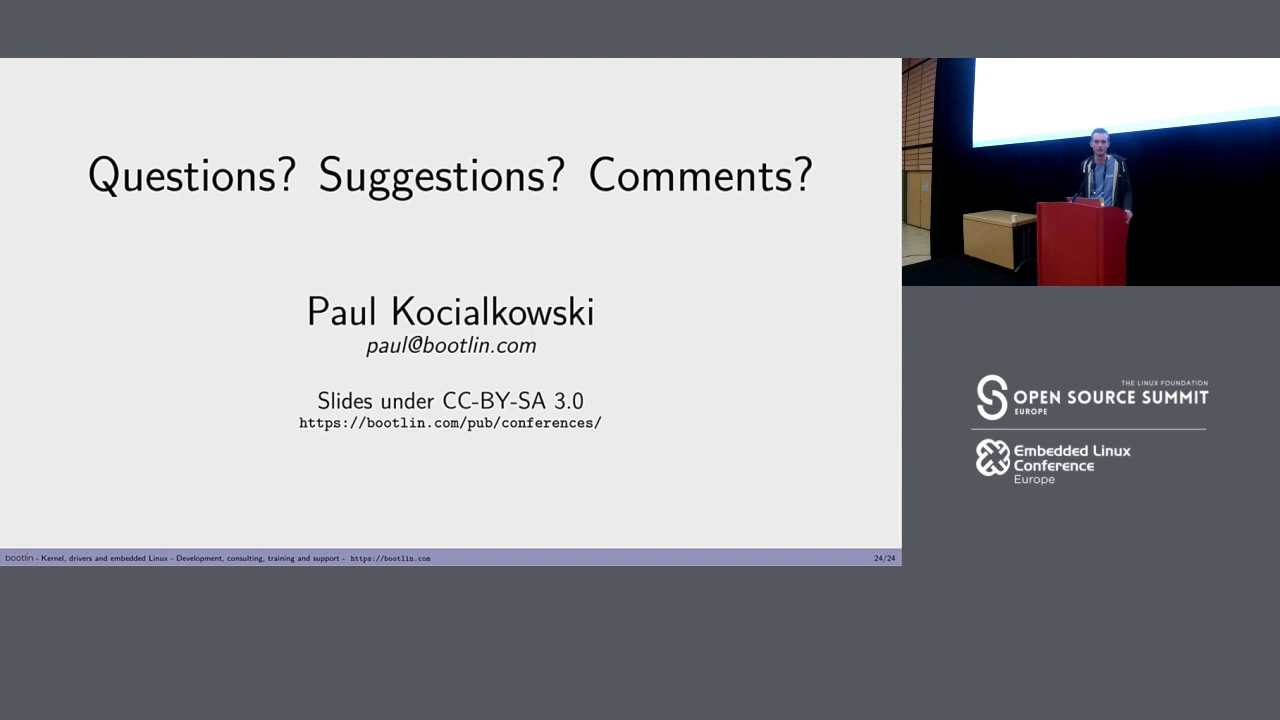 Questions? Suggestions? Comments?
Paul Kocialkowski
paul@bootlin.com
Slides under CC-BY-SA 3.0
https://bootlin.com/pub/conferences/
bootlin - Kernel, drivers and embedded Linux - Development, consulting, training and support - https://bootlin.com
24/24
THE LINUX FOUNDATION
OPEN SOURCE SUMMIT
EUROPE
Embedded Linux
Conference
Europe